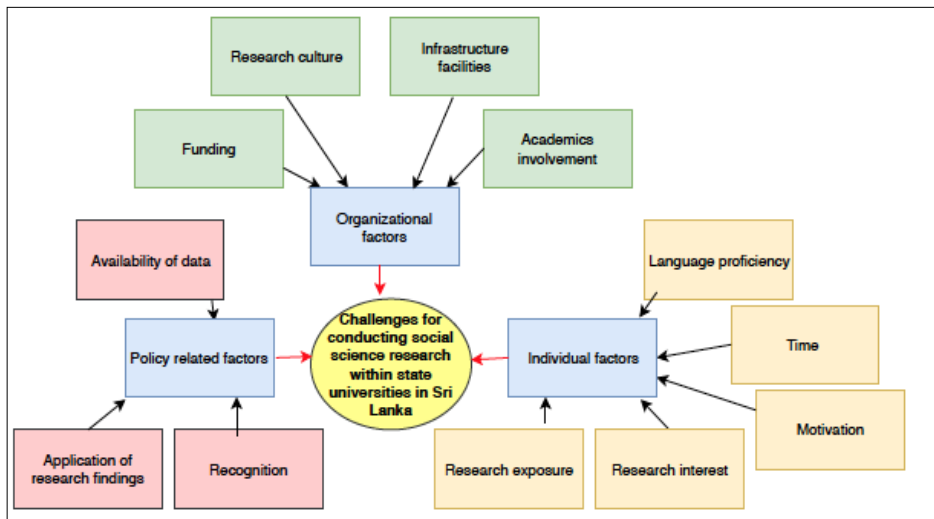 Research culture
Infrastructure
facilities
Funding
Academics
involvement
Organizational
factors
Availability of data
Language proficiency
Policy related factors
Challenges for
conducting social
science research
within state
universities in Sri
Lanka
Individual factors
Time
Application of
research findings
Recognition
Research exposure
Research interest
Motivation